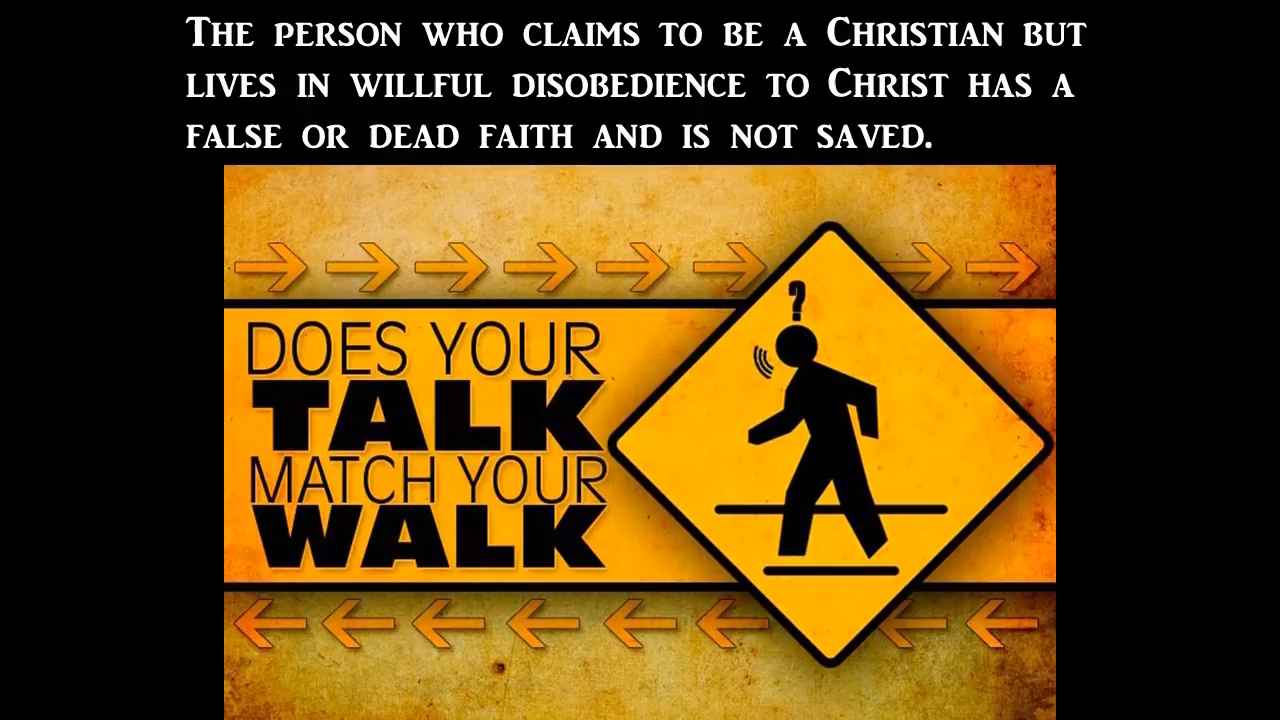 The person who claims to be a Christian but
lives in willful disobedience to Christ has a
false or dead faith and is not saved.
DOES YOUR
TALK
MATCH YOUR
WALK
?